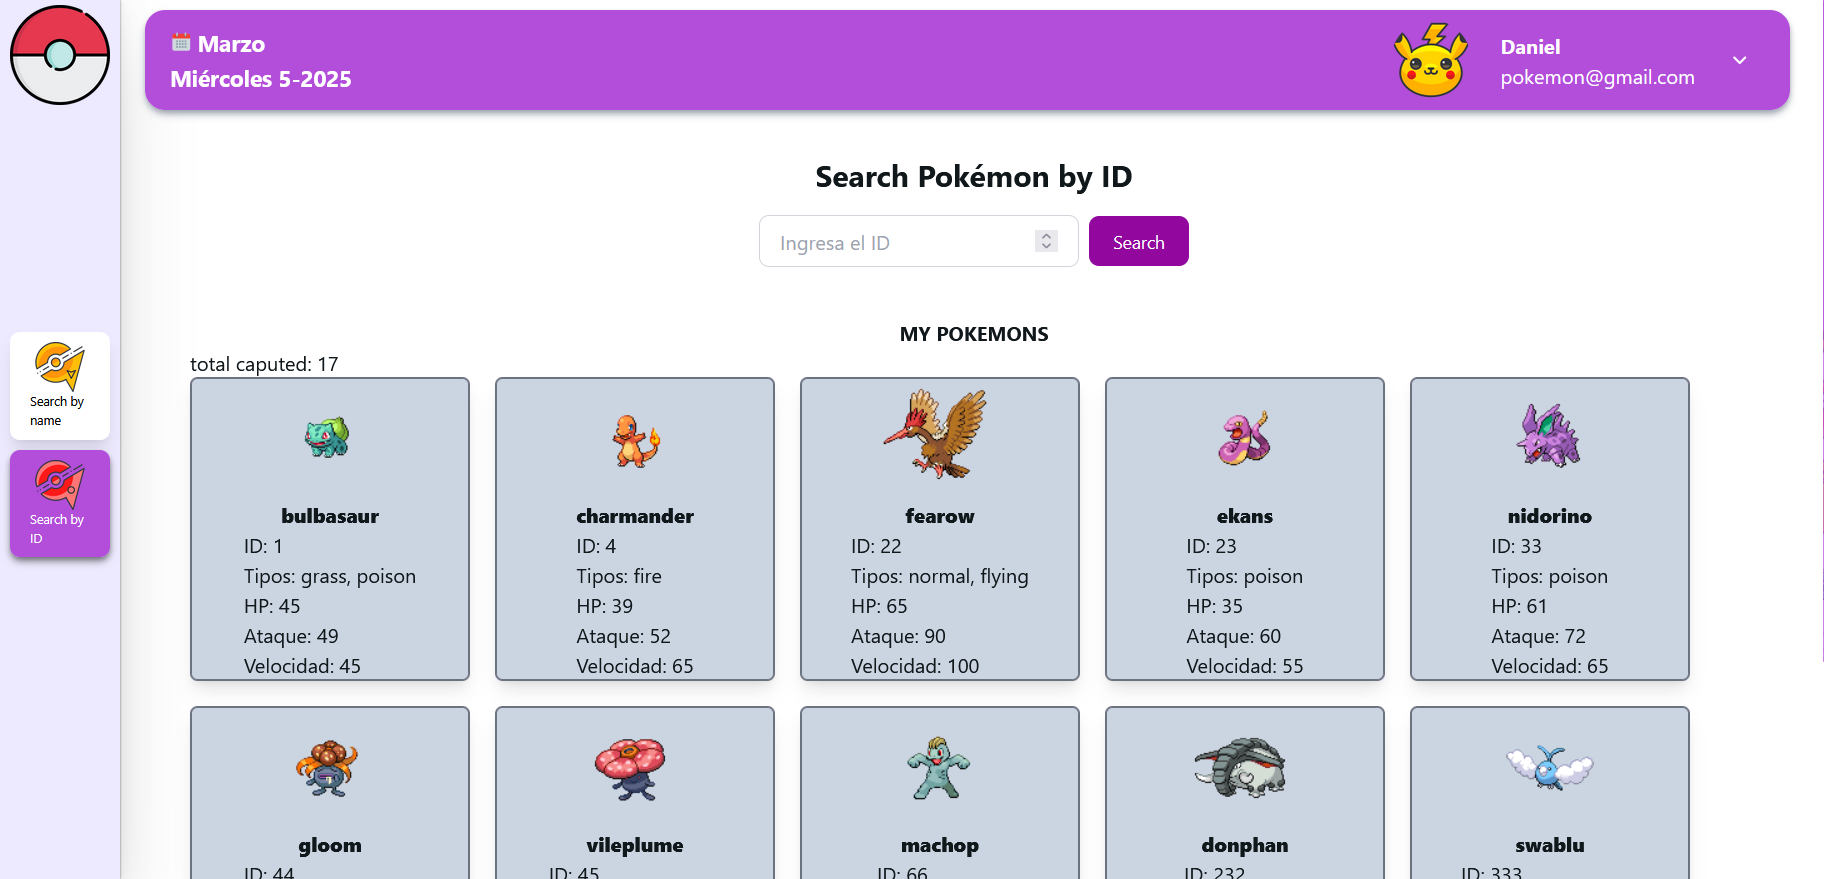 Marzo
Miércoles 5-2025
Daniel
pokemon@gmail.com
Search Pokémon by ID
Ingresa el ID
Search
Search by
name
Search by
ID
MY POKEMONS
total caputed: 17
bulbasaur
ID: 1
Tipos: grass, poison
HP: 45
Ataque: 49
Velocidad: 45
charmander
ID: 4
Tipos: fire
HP: 39
Ataque: 52
Velocidad: 65
fearow
ID: 22
Tipos: normal, flying
HP: 65
Ataque: 90
Velocidad: 100
ekans
ID: 23
Tipos: poison
HP: 35
Ataque: 60
Velocidad: 55
nidorino
ID: 33
Tipos: poison
HP: 61
Ataque: 72
Velocidad: 65
gloom
ID: 44
vileplume
ID: 45
machop
ID: 66
donphan
ID: 232
swablu
ID: 333